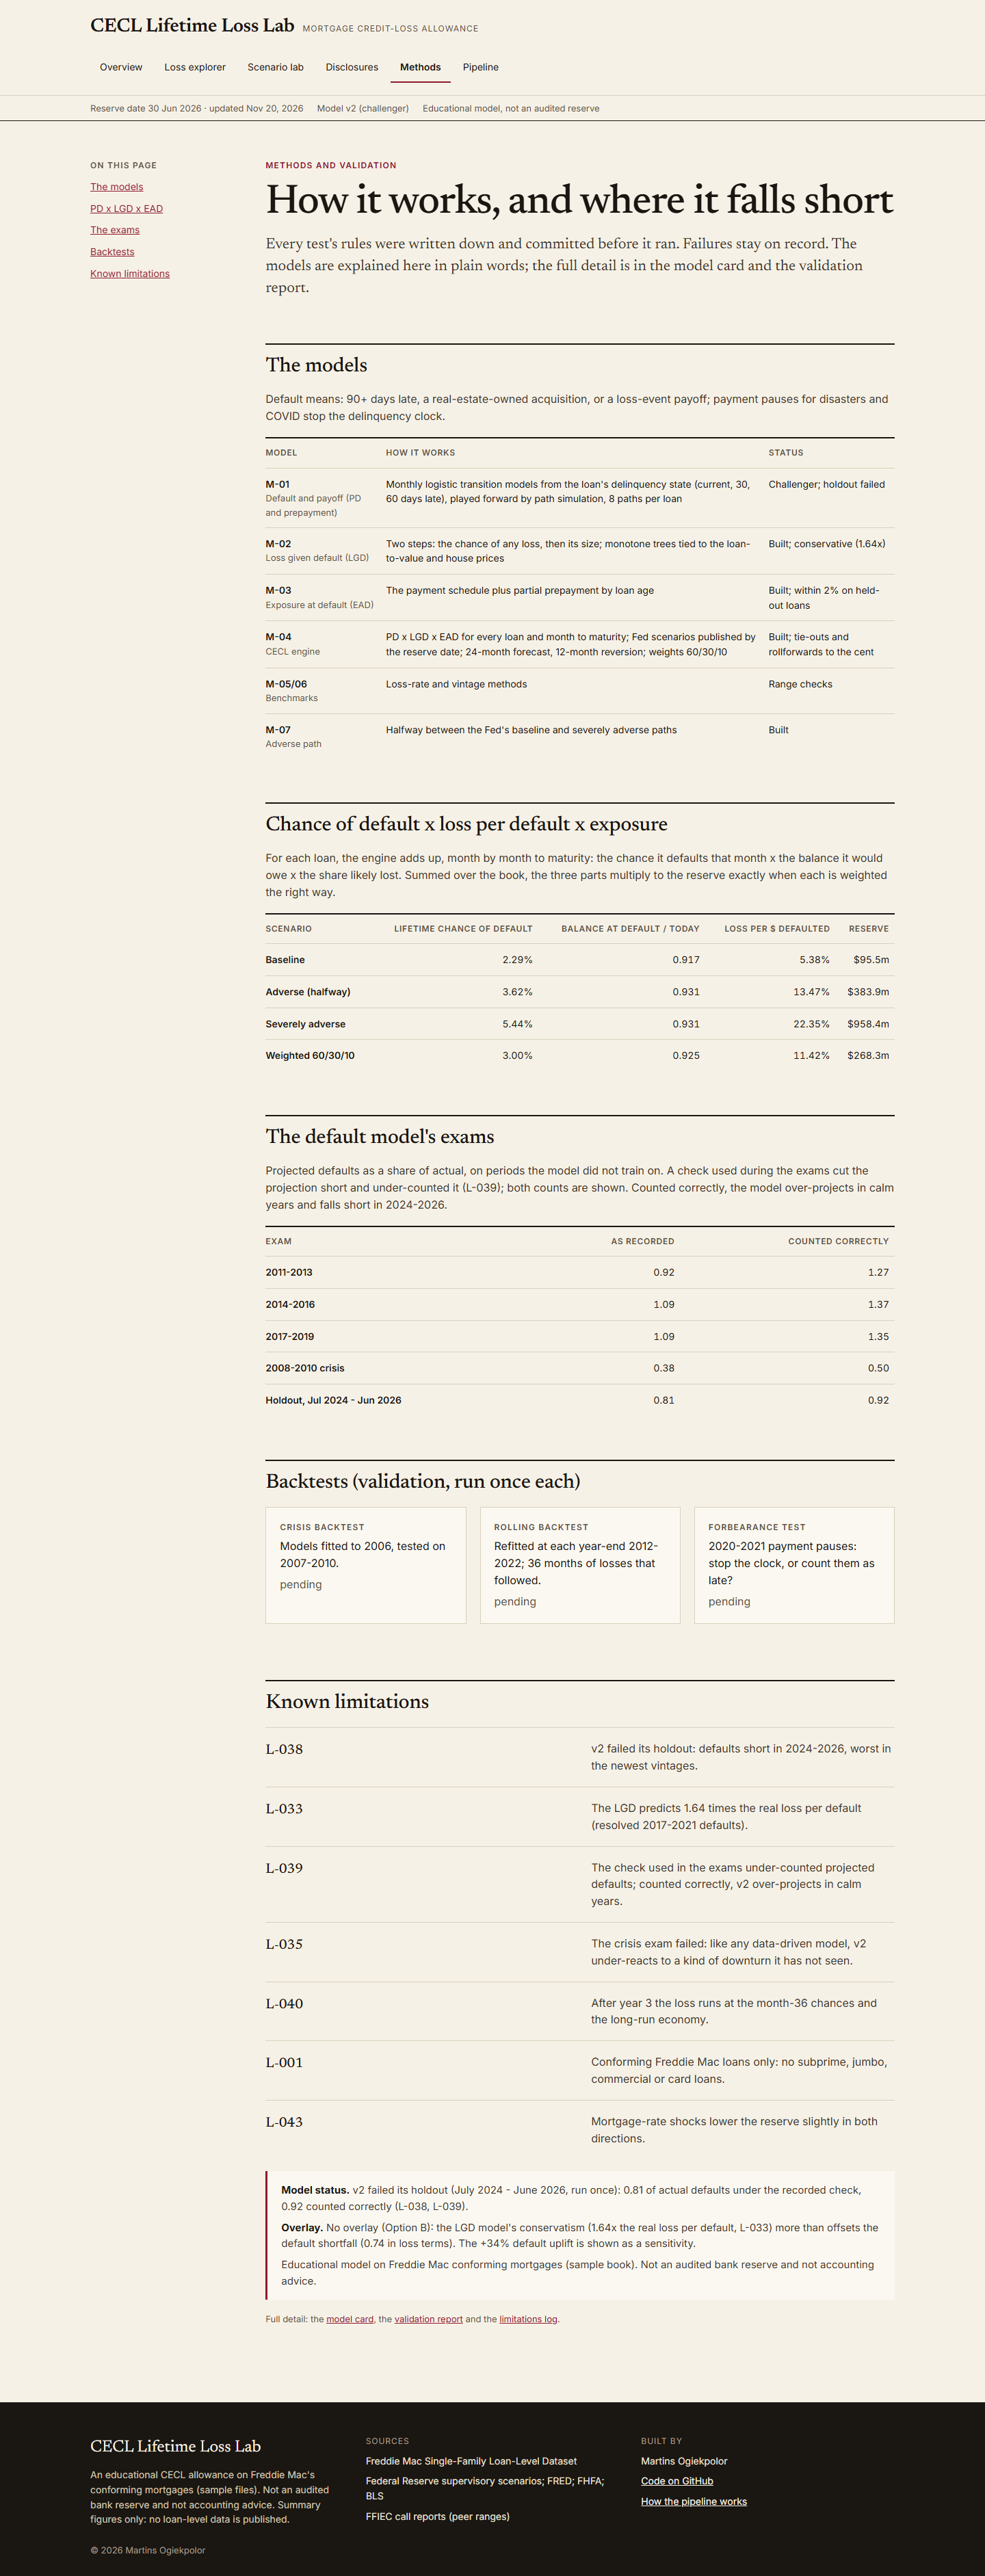 CECL Lifetime Loss Lab MORTGAGE CREDIT-LOSS ALLOWANCE
Overview Loss explorer Scenario lab Disclosures Methods Pipeline
Reserve date 30 Jun 2026 · updated Nov 20, 2026 Model v2 (challenger) Educational model, not an audited reserve
ON THIS PAGE
The models
PD x LGD x EAD
The exams
Backtests
Known limitations
METHODS AND VALIDATION
How it works, and where it falls short
Every test's rules were written down and committed before it ran. Failures stay on record. The
models are explained here in plain words; the full detail is in the model card and the validation
report.
The models
Default means: 90+ days late, a real-estate-owned acquisition, or a loss-event payoff; payment pauses for disasters and
COVID stop the delinquency clock.
MODEL HOW IT WORKS STATUS
M-01
Default and payoff (PD
and prepayment)
Monthly logistic transition models from the loan's delinquency state (current, 30,
60 days late), played forward by path simulation, 8 paths per loan
Challenger; holdout failed
M-02
Loss given default (LGD)
Two steps: the chance of any loss, then its size; monotone trees tied to the loan-
to-value and house prices
Built; conservative (1.64x)
M-03
Exposure at default (EAD)
The payment schedule plus partial prepayment by loan age
Built; within 2% on held-
out loans
M-04
CECL engine
PD x LGD x EAD for every loan and month to maturity; Fed scenarios published by
the reserve date; 24-month forecast, 12-month reversion; weights 60/30/10
Built; tie-outs and
rollforwards to the cent
M-05/06
Benchmarks
Loss-rate and vintage methods
Range checks
M-07
Adverse path
Halfway between the Fed's baseline and severely adverse paths
Built
Chance of default x loss per default x exposure
For each loan, the engine adds up, month by month to maturity: the chance it defaults that month x the balance it would
owe x the share likely lost. Summed over the book, the three parts multiply to the reserve exactly when each is weighted
the right way.
SCENARIO LIFETIME CHANCE OF DEFAULT BALANCE AT DEFAULT / TODAY LOSS PER $ DEFAULTED RESERVE
Baseline 2.29% 0.917 5.38% $95.5m
Adverse (halfway) 3.62% 0.931 13.47% $383.9m
Severely adverse 5.44% 0.931 22.35% $958.4m
Weighted 60/30/10 3.00% 0.925 11.42% $268.3m
The default model's exams
Projected defaults as a share of actual, on periods the model did not train on. A check used during the exams cut the
projection short and under-counted it (L-039); both counts are shown. Counted correctly, the model over-projects in calm
years and falls short in 2024-2026.
EXAM AS RECORDED COUNTED CORRECTLY
2011-2013 0.92 1.27
2014-2016 1.09 1.37
2017-2019 1.09 1.35
2008-2010 crisis 0.38 0.50
Holdout, Jul 2024 - Jun 2026 0.81 0.92
Backtests (validation, run once each)
CRISIS BACKTEST
Models fitted to 2006, tested on
2007-2010.
pending
ROLLING BACKTEST
Refitted at each year-end 2012-
2022; 36 months of losses that
followed.
pending
FORBEARANCE TEST
2020-2021 payment pauses:
stop the clock, or count them as
late?
pending
Known limitations
L-038
v2 failed its holdout: defaults short in 2024-2026, worst in
the newest vintages.
L-033
The LGD predicts 1.64 times the real loss per default
(resolved 2017-2021 defaults).
L-039
The check used in the exams under-counted projected
defaults; counted correctly, v2 over-projects in calm
years.
L-035
The crisis exam failed: like any data-driven model, v2
under-reacts to a kind of downturn it has not seen.
L-040
After year 3 the loss runs at the month-36 chances and
the long-run economy.
L-001
Conforming Freddie Mac loans only: no subprime, jumbo,
commercial or card loans.
L-043
Mortgage-rate shocks lower the reserve slightly in both
directions.
Model status. v2 failed its holdout (July 2024 - June 2026, run once): 0.81 of actual defaults under the recorded check,
0.92 counted correctly (L-038, L-039).
Overlay. No overlay (Option B): the LGD model's conservatism (1.64x the real loss per default, L-033) more than offsets the
default shortfall (0.74 in loss terms). The +34% default uplift is shown as a sensitivity.
Educational model on Freddie Mac conforming mortgages (sample book). Not an audited bank reserve and not accounting
advice.
Full detail: the model card, the validation report and the limitations log.
CECL Lifetime Loss Lab
An educational CECL allowance on Freddie Mac's
conforming mortgages (sample files). Not an audited
bank reserve and not accounting advice. Summary
figures only: no loan-level data is published.
© 2026 Martins Ogiekpolor
SOURCES
Freddie Mac Single-Family Loan-Level Dataset
Federal Reserve supervisory scenarios; FRED; FHFA;
BLS
FFIEC call reports (peer ranges)
BUILT BY
Martins Ogiekpolor
Code on GitHub
How the pipeline works